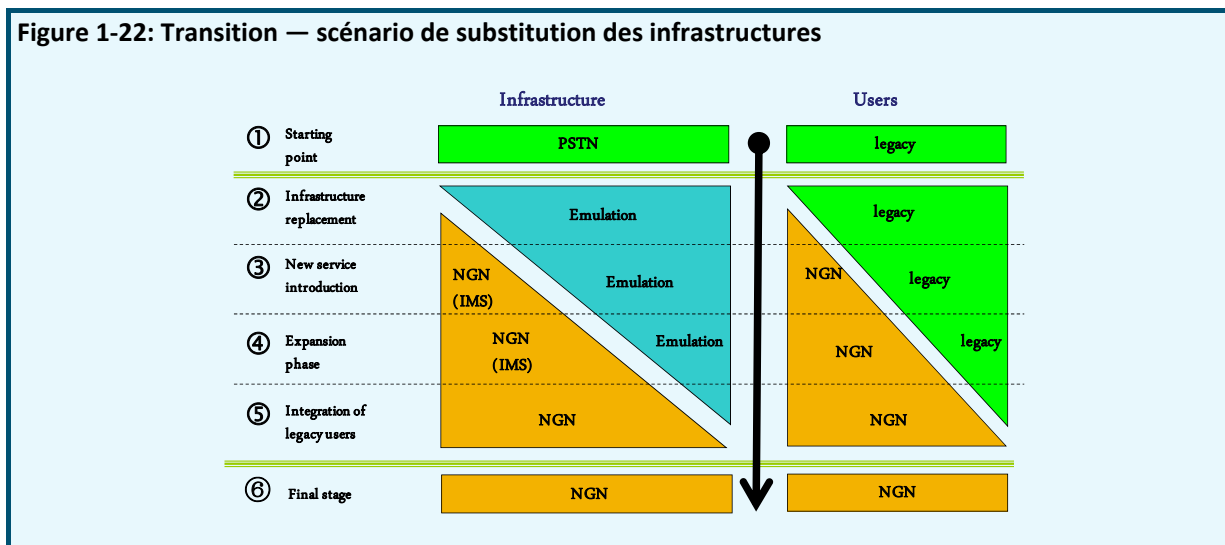 Figure 1-22: Transition — scénario de substitution des infrastructures
Infrastructure
Users
① Starting
point
PSTN
legacy
② Infrastructure
replacement
Emulation
legacy
③ New service
introduction
NGN
(IMS)
Emulation
NGN
legacy
④ Expansion
phase
NGN
(IMS)
Emulation
NGN
legacy
⑤ Integration of
legacy users
NGN
NGN
⑥ Final stage
NGN
NGN